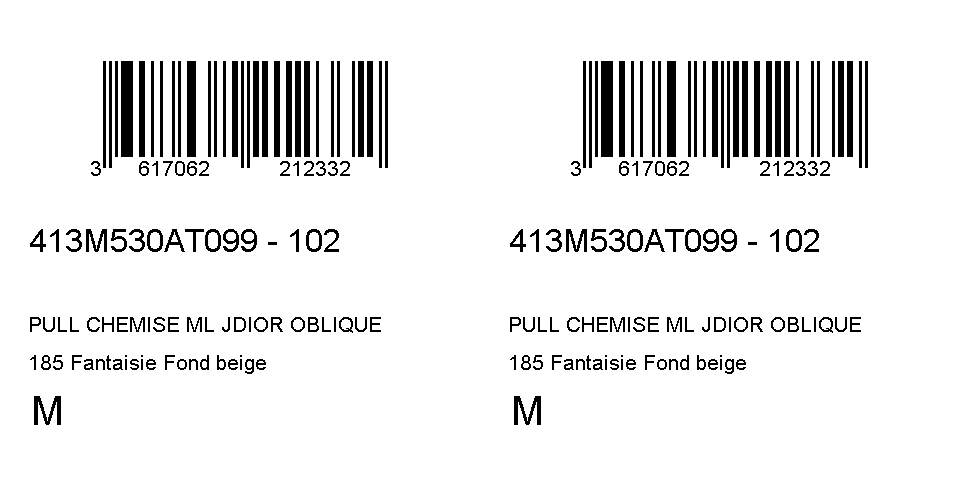 3 617062 212332
413M530AT099 - 102
PULL CHEMISE ML JDIOR OBLIQUE
185 Fantaisie Fond beige
M
3 617062 212332
413M530AT099 - 102
PULL CHEMISE ML JDIOR OBLIQUE
185 Fantaisie Fond beige
M